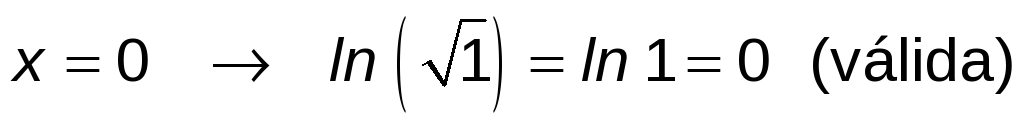 x = 0 → ln (√1) = ln 1 = 0 (válida)